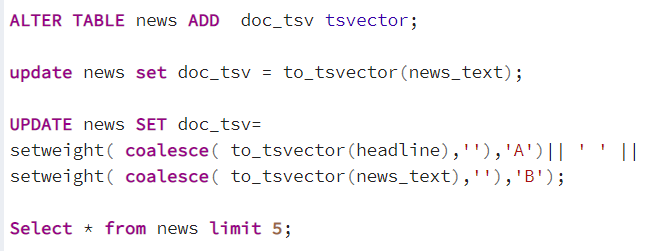 ALTER TABLE news ADD  doc_tsv tsvector;
update news set doc_tsv = to_tsvector(news_text);
UPDATE news SET doc_tsv=
setweight( coalesce( to_tsvector(headline),''),'A')|| ' ' ||
setweight( coalesce( to_tsvector(news_text),''),'B');
Select * from news limit 5;